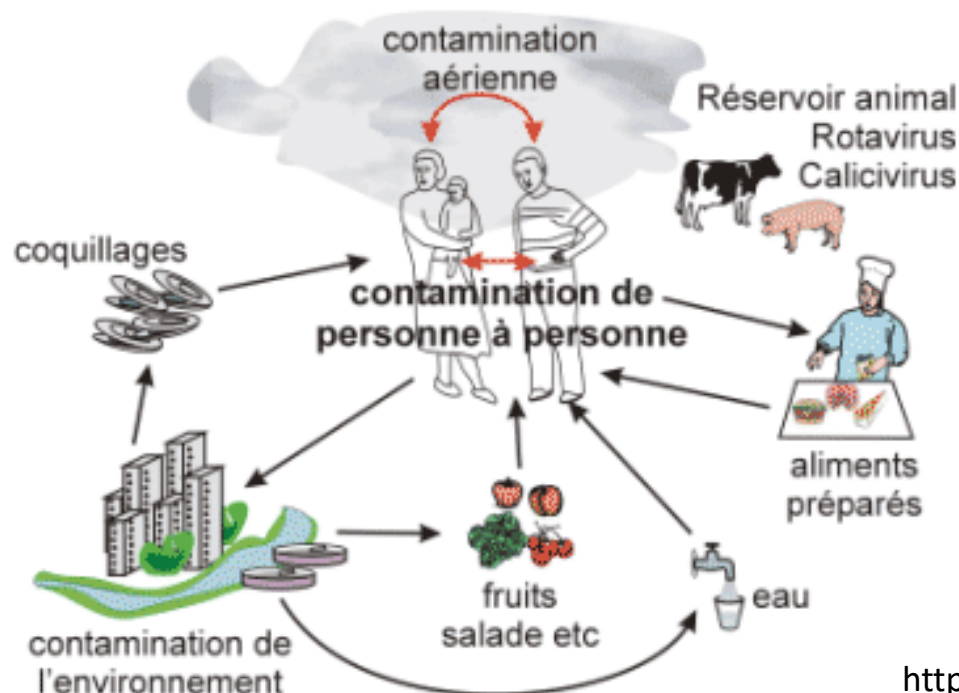 contamination
aérienne
Réservoir animal
Rotavirus
Calicivirus
coquillages
contamination de
personne à personne
aliments
préparés
fruits
salade etc
eau
contamination de
l'environnement
http